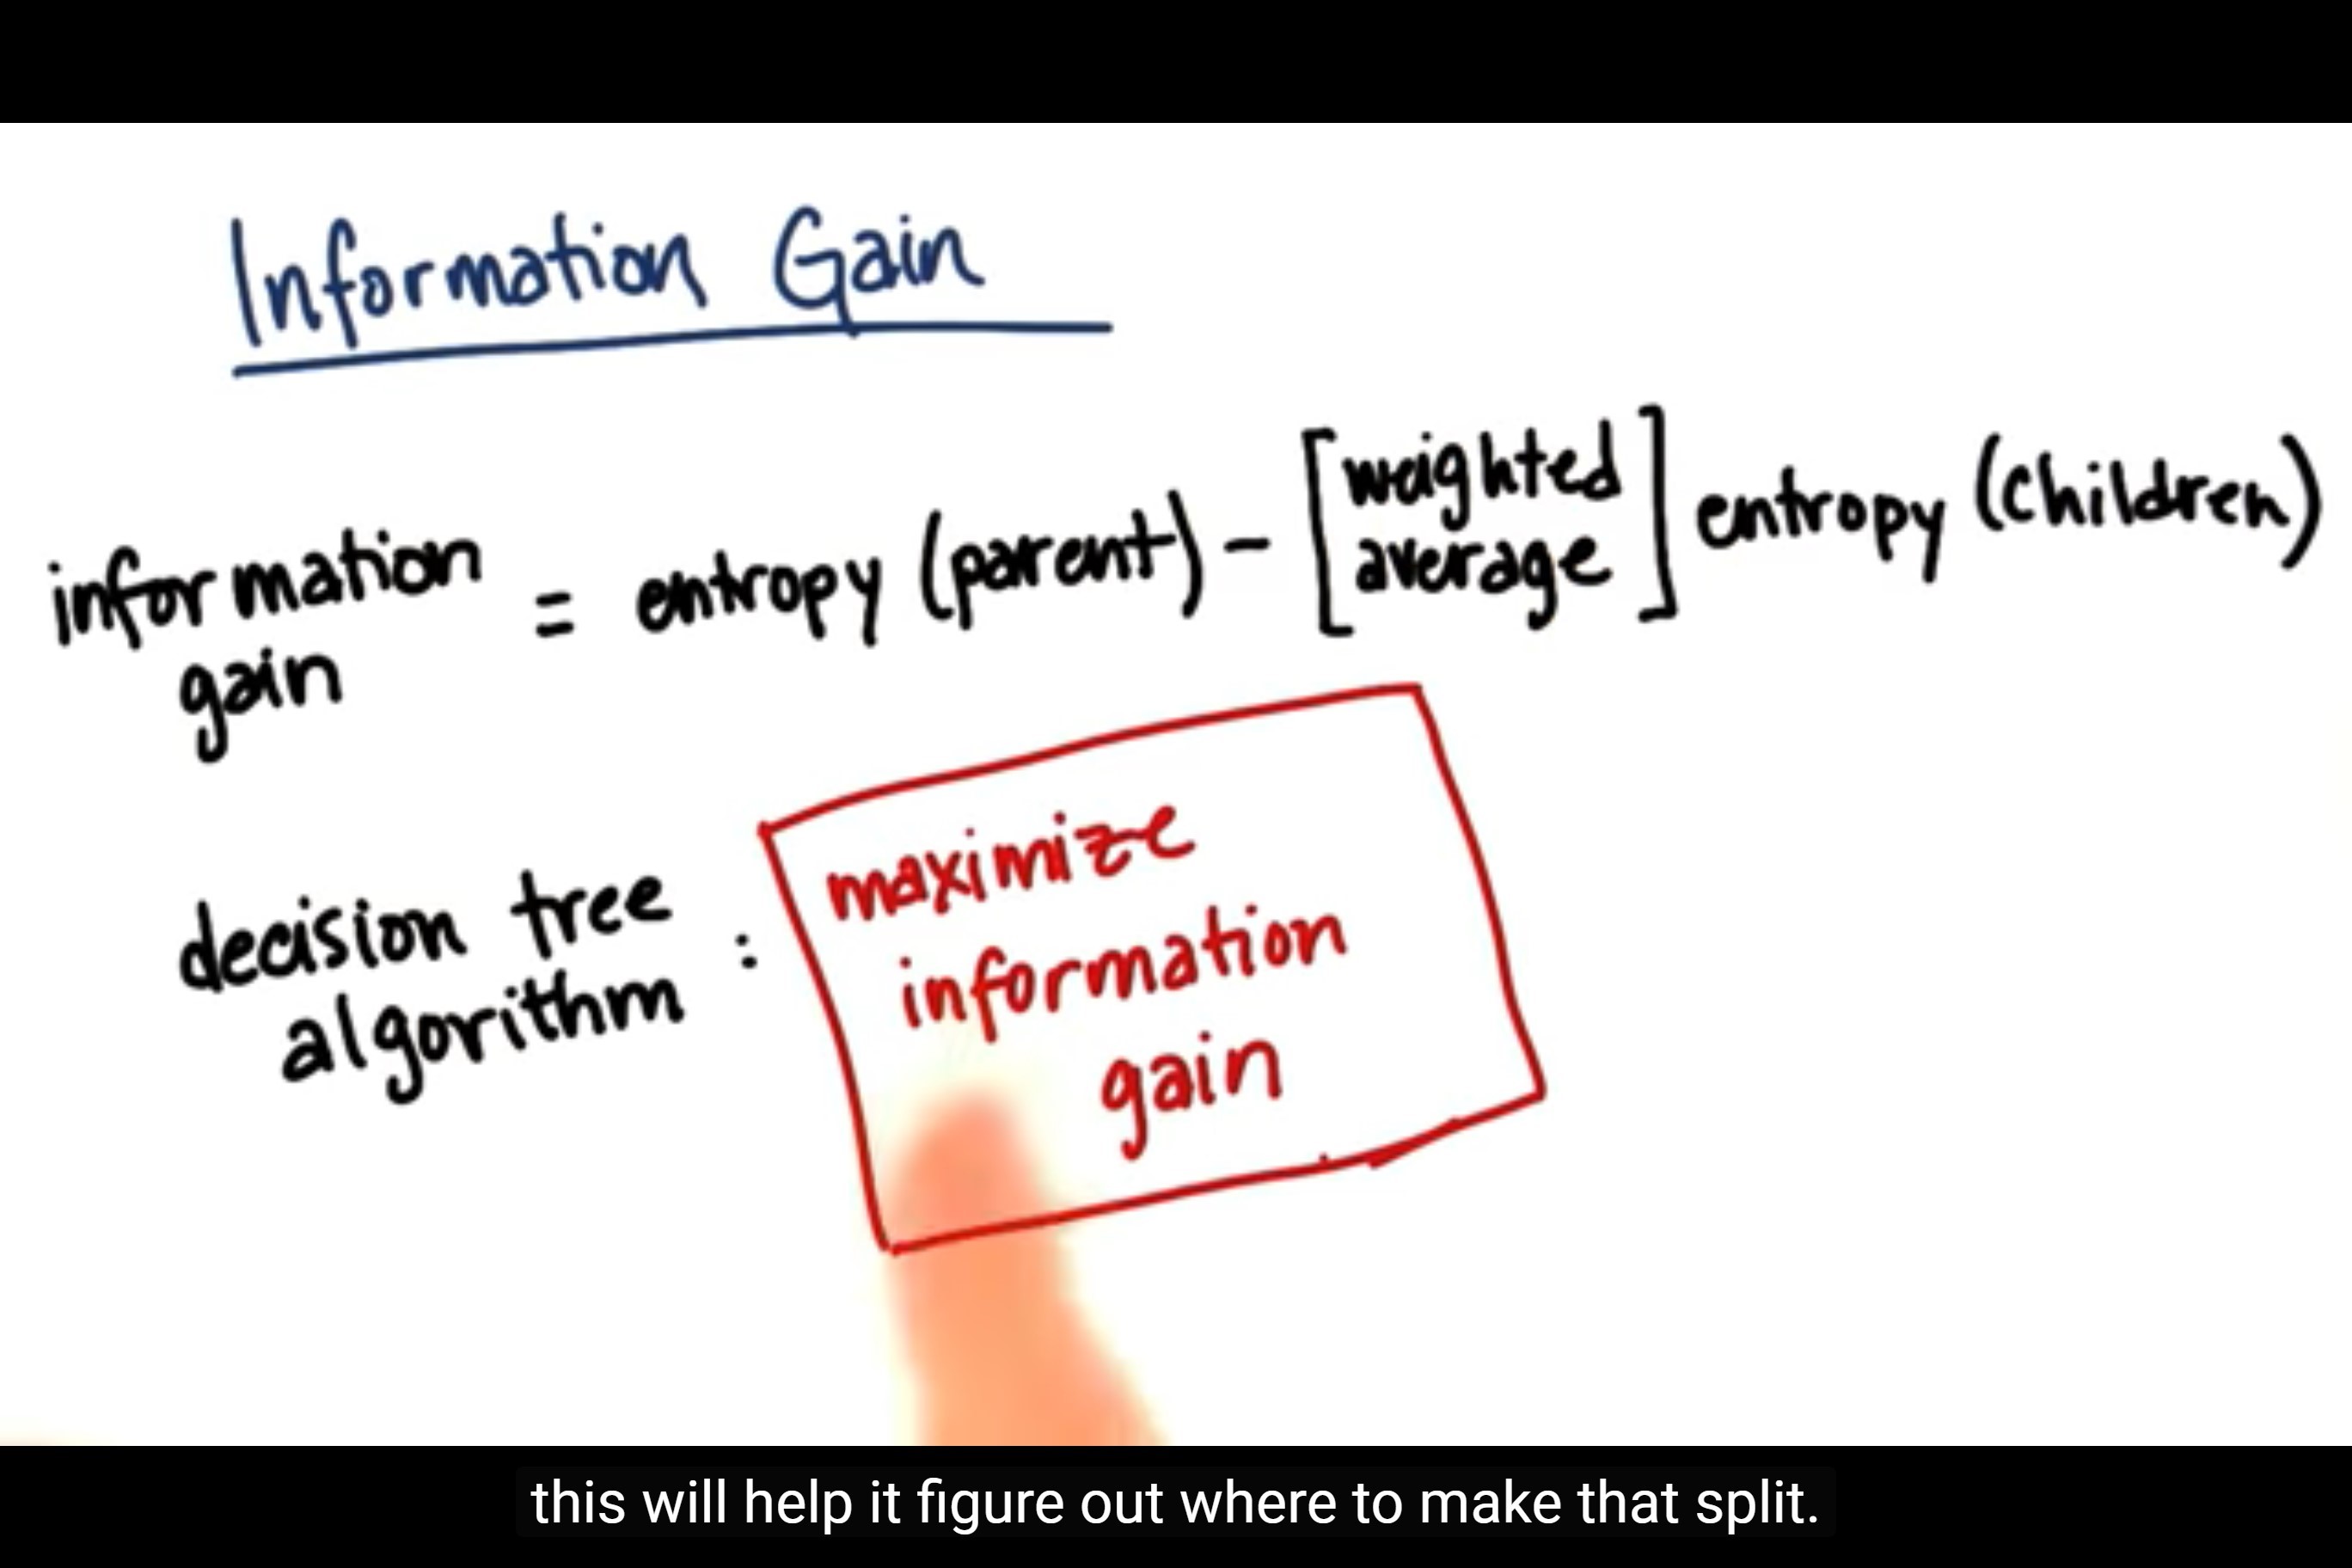 Information Gain
information gain = entropy (parent) - [weighted average] entropy (children)
decision tree algorithm : maximize information gain
this will help it figure out where to make that split.